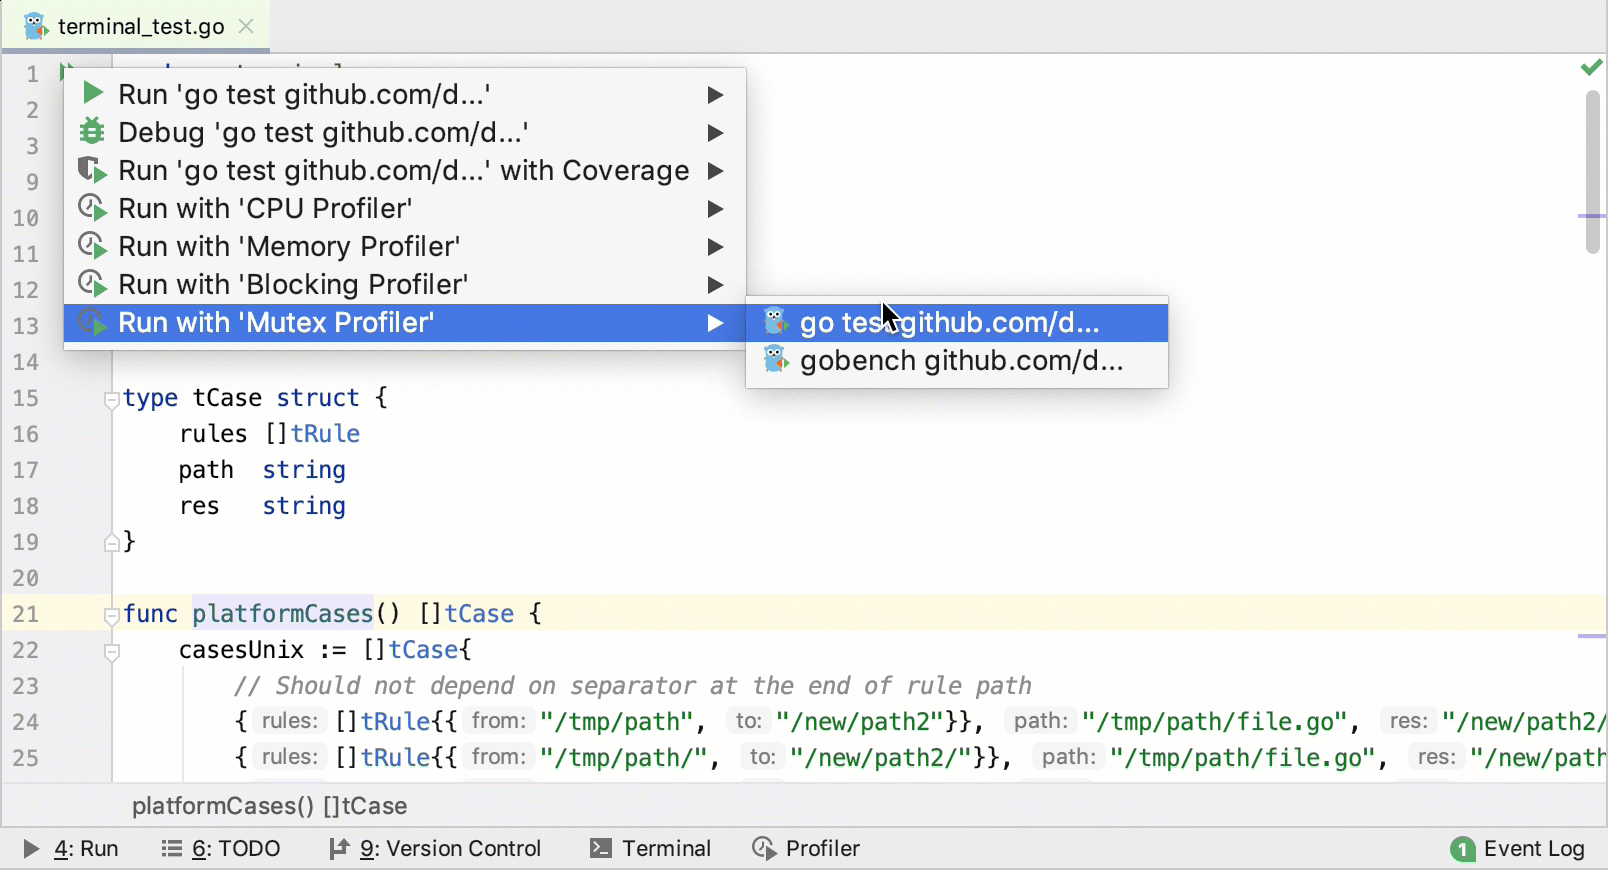 terminal_test.go
1
2
3
9
10
11
12
13
14
15
16
17
18
19
20
21
22
23
24
25
Run 'go test github.com/d...'
Debug 'go test github.com/d...'
Run 'go test github.com/d...' with Coverage
Run with 'CPU Profiler'
Run with 'Memory Profiler'
Run with 'Blocking Profiler'
Run with 'Mutex Profiler'
go test github.com/d...
gobench github.com/d...
type tCase struct {
rules []tRule
path string
res string
}
func platformCases() []tCase {
casesUnix := []tCase{
// Should not depend on separator at the end of rule path
{ rules: []tRule{{ from: "/tmp/path", to: "/new/path2"}}, path: "/tmp/path/file.go", res: "/new/path2/
{ rules: []tRule{{ from: "/tmp/path/", to: "/new/path2/"}}, path: "/tmp/path/file.go", res: "/new/path
platformCases() []tCase
4: Run 6: TODO 9: Version Control Terminal Profiler 1 Event Log